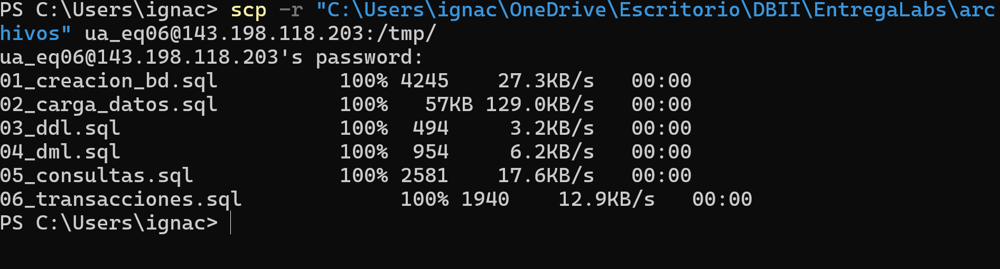 PS C:\Users\ignac> scp -r "C:\Users\ignac\OneDrive\Escritorio\DBII\EntregaLabs\arc
hivos" ua_eq06@143.198.118.203:/tmp/
ua_eq06@143.198.118.203's password:
01_creacion_bd.sql 100% 4245 27.3KB/s 00:00
02_carga_datos.sql 100% 57KB 129.0KB/s 00:00
03_ddl.sql 100% 494 3.2KB/s 00:00
04_dml.sql 100% 954 6.2KB/s 00:00
05_consultas.sql 100% 2581 17.6KB/s 00:00
06_transacciones.sql 100% 1940 12.9KB/s 00:00
PS C:\Users\ignac>